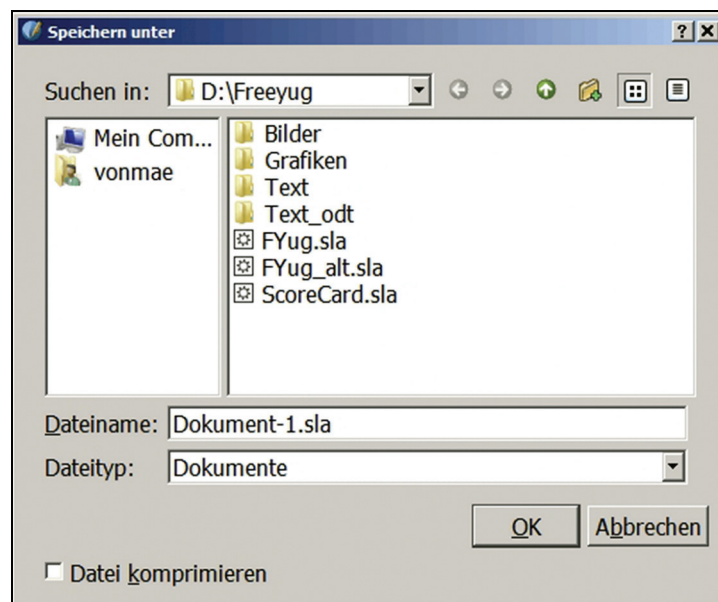 Speichern unter
Suchen in: D:\Freeyug
Mein Com...
vonmae
Bilder
Grafiken
Text
Text_odt
FYug.sla
FYug_alt.sla
ScoreCard.sla
Dateiname: Dokument-1.sla
Dateityp: Dokumente
OK Abbrechen
Datei komprimieren